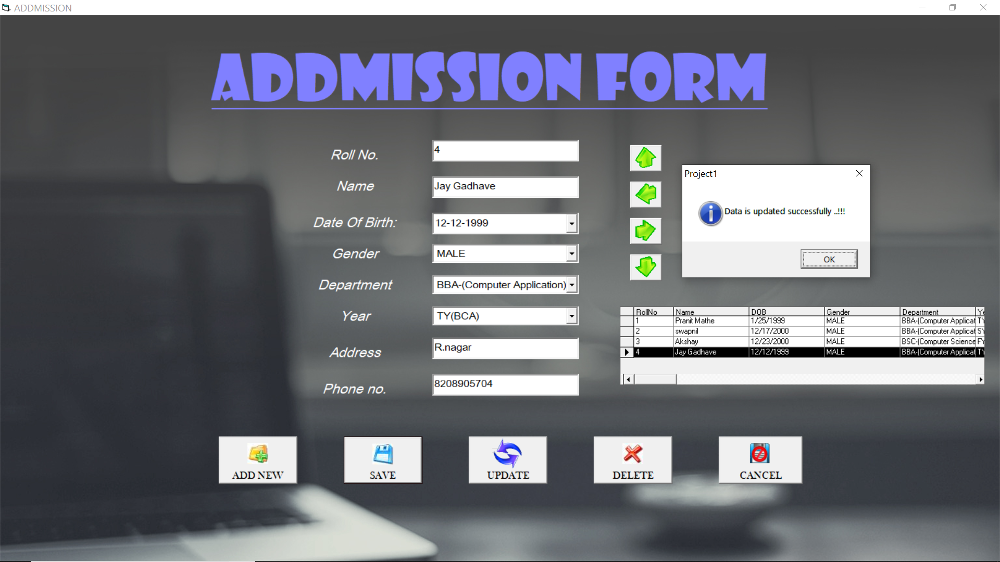 ADDMISSION
ADDMISSION FORM
Roll No.
4
Name
Jay Gadhave
Date Of Birth:
12-12-1999
Gender
MALE
Department
BBA-(Computer Application)
Year
TY(BCA)
Address
R.nagar
Phone no.
8208905704
Project1
Data is updated successfully ..!!!
OK
RollNo Name DOB Gender Department Ye
1 Pranit Mathe 1/25/1999 MALE BBA-(Computer Applicat TY
2 swapnil 12/17/2000 MALE BBA-(Computer Applicat SY
3 Akshay 12/23/2000 MALE BSC-(Computer Science FY
4 Jay Gadhave 12/12/1999 MALE BBA-(Computer Applicat TY
ADD NEW
SAVE
UPDATE
DELETE
CANCEL